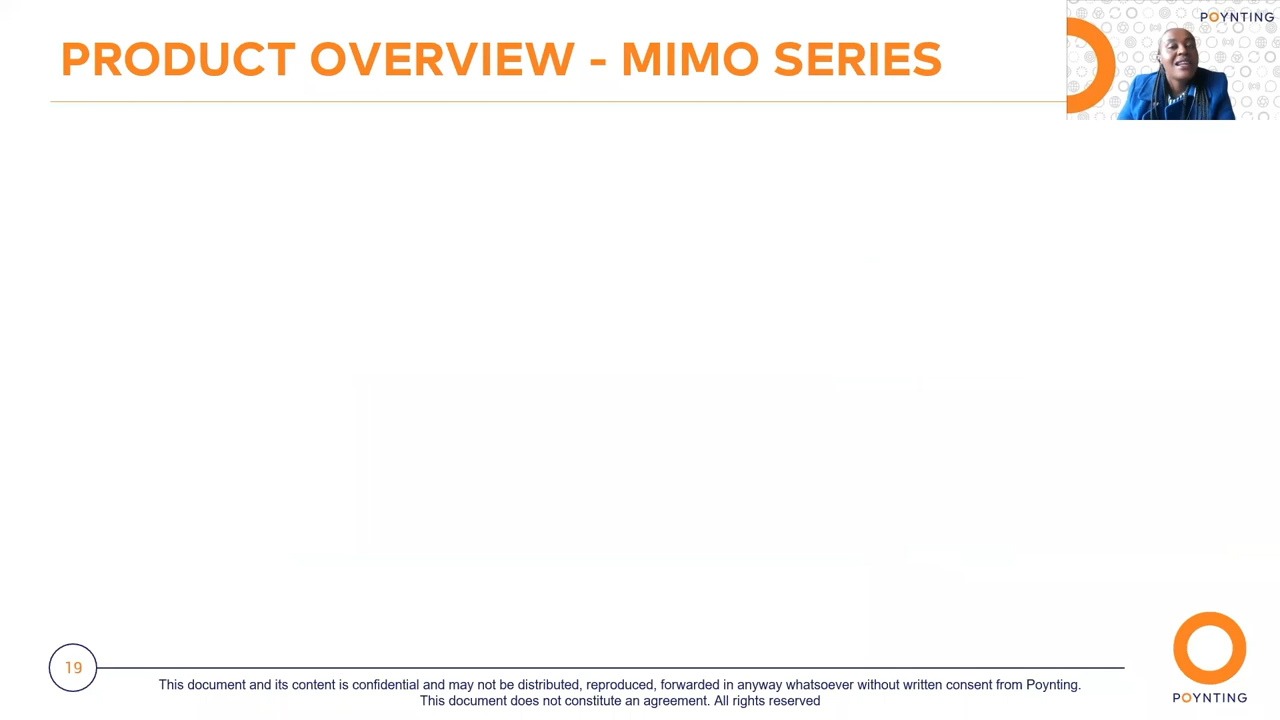 PRODUCT OVERVIEW - MIMO SERIES
POYNTING
19
This document and its content is confidential and may not be distributed, reproduced, forwarded in anyway whatsoever without written consent from Poynting.
This document does not constitute an agreement. All rights reserved
POYNTING